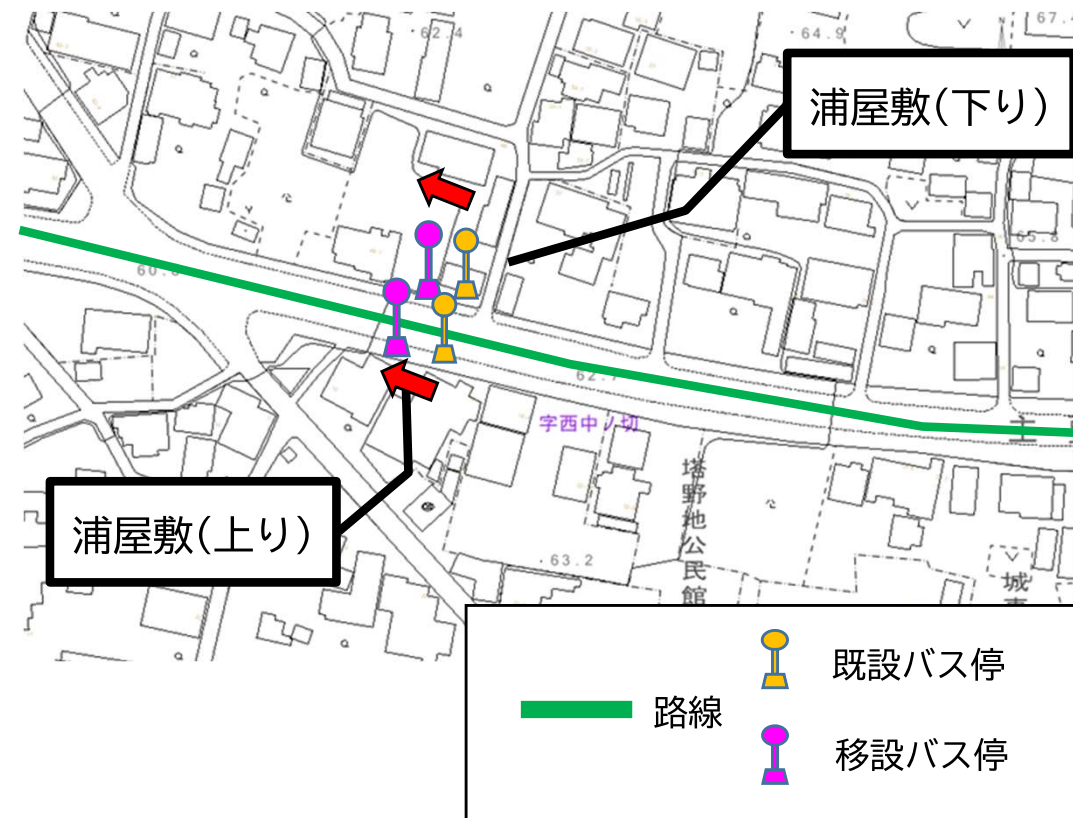 ・62.4
・64.9
67.4
浦屋敷(下り)
65.8
60.6
62.7
字西中ノ切
塔野地公民館
浦屋敷(上り)
・63.2
城東
既設バス停
路線
移設バス停